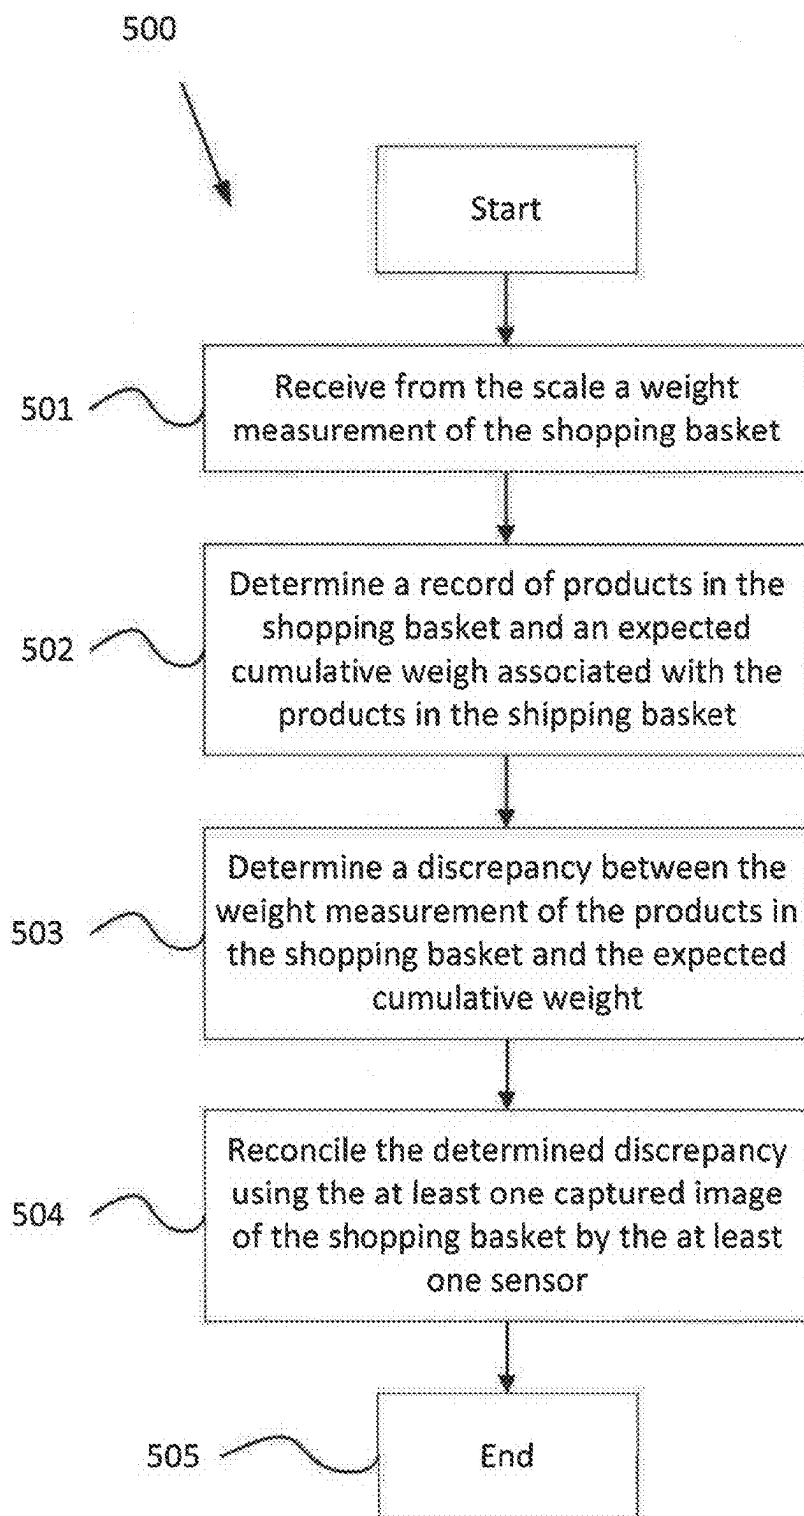 500
Start
501
Receive from the scale a weight
measurement of the shopping basket
502
Determine a record of products in the
shopping basket and an expected
cumulative weigh associated with the
products in the shipping basket
503
Determine a discrepancy between the
weight measurement of the products in
the shopping basket and the expected
cumulative weight
504
Reconcile the determined discrepancy
using the at least one captured image
of the shopping basket by the at least
one sensor
505
End